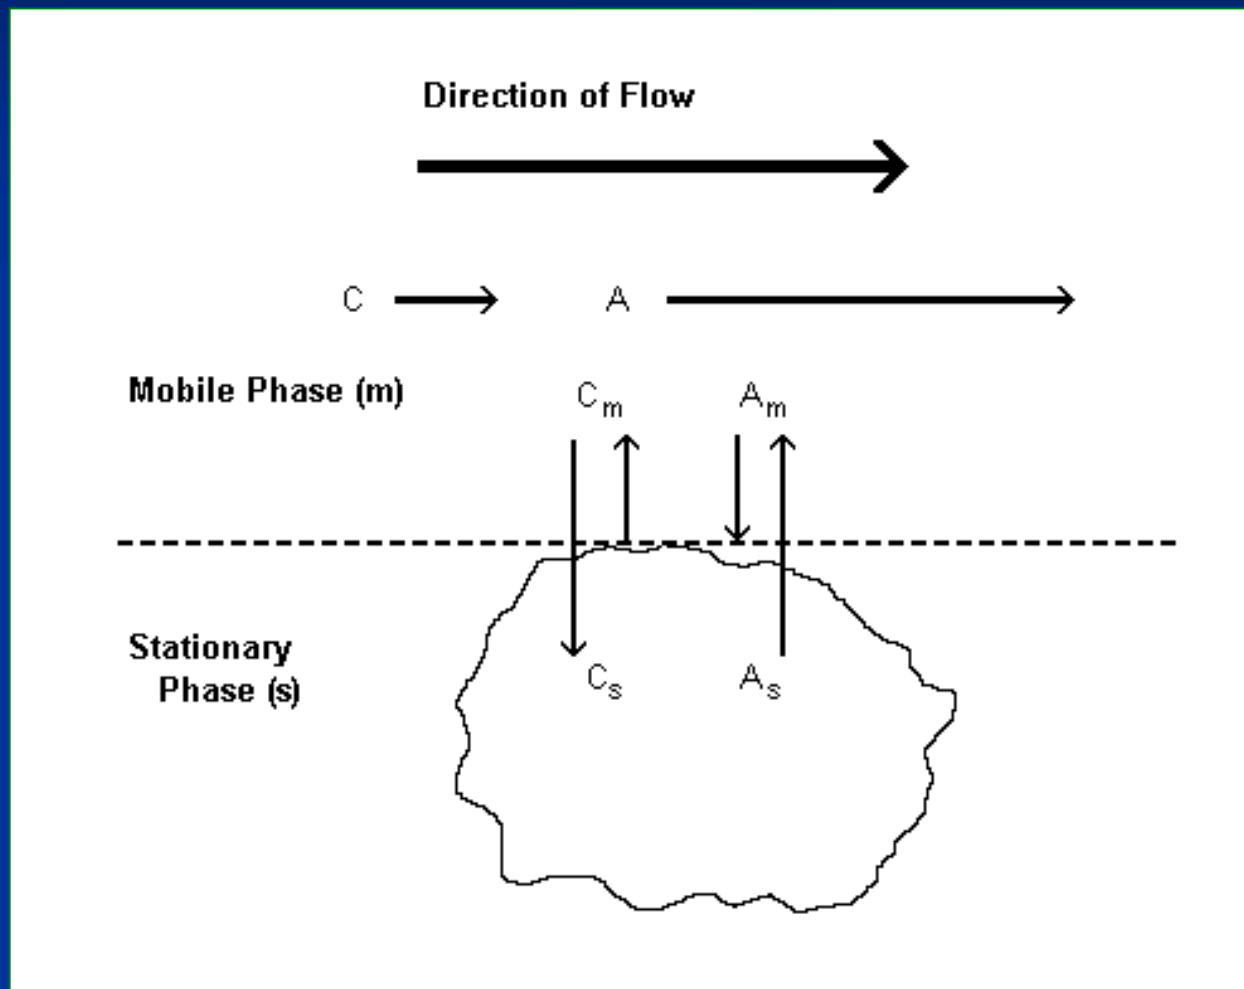 Direction of Flow
C A
Mobile Phase (m)
Cₘ Aₘ
Stationary
Phase (s)
Cₛ Aₛ